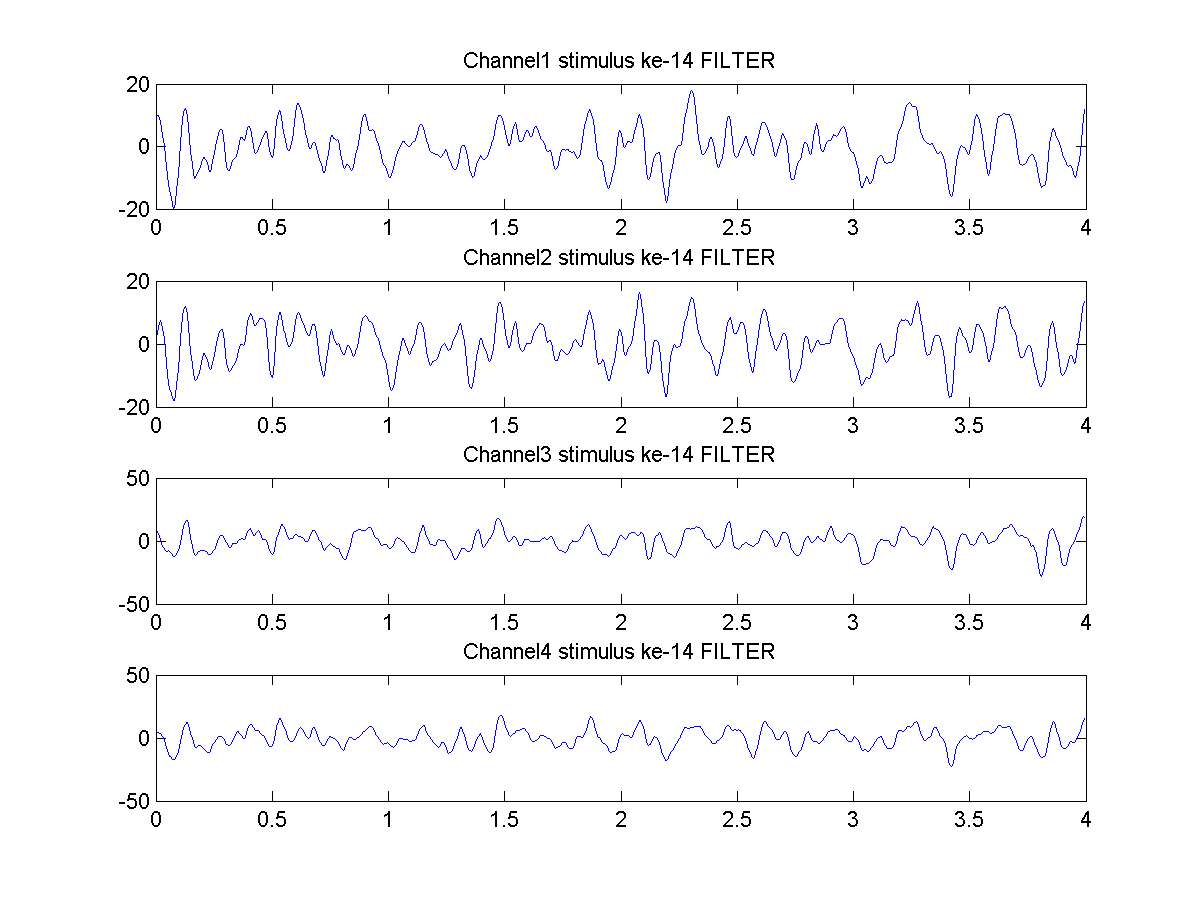 Channel1 stimulus ke-14 FILTER
20
0
-20
0 0.5 1 1.5 2 2.5 3 3.5 4
Channel2 stimulus ke-14 FILTER
20
0
-20
0 0.5 1 1.5 2 2.5 3 3.5 4
Channel3 stimulus ke-14 FILTER
50
0
-50
0 0.5 1 1.5 2 2.5 3 3.5 4
Channel4 stimulus ke-14 FILTER
50
0
-50
0 0.5 1 1.5 2 2.5 3 3.5 4